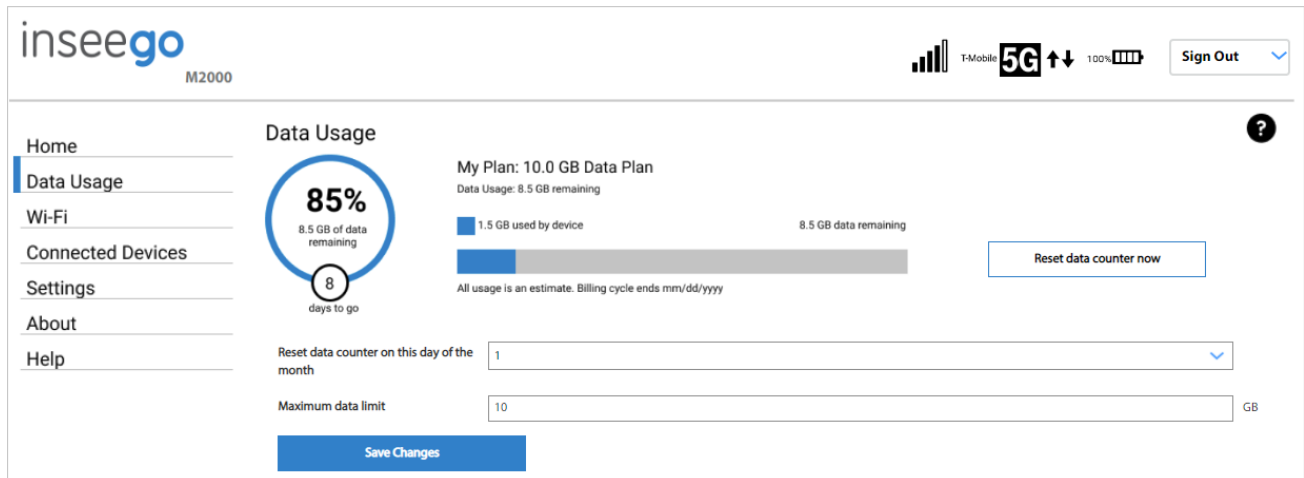 inseego
M2000
T-Mobile 5G 100%
Sign Out
Home
Data Usage
Wi-Fi
Connected Devices
Settings
About
Help
Data Usage
?
85%
8.5 GB of data
remaining
8
days to go
My Plan: 10.0 GB Data Plan
Data Usage: 8.5 GB remaining
1.5 GB used by device
8.5 GB data remaining
All usage is an estimate. Billing cycle ends mm/dd/yyyy
Reset data counter now
Reset data counter on this day of the
month
1
Maximum data limit
10
GB
Save Changes